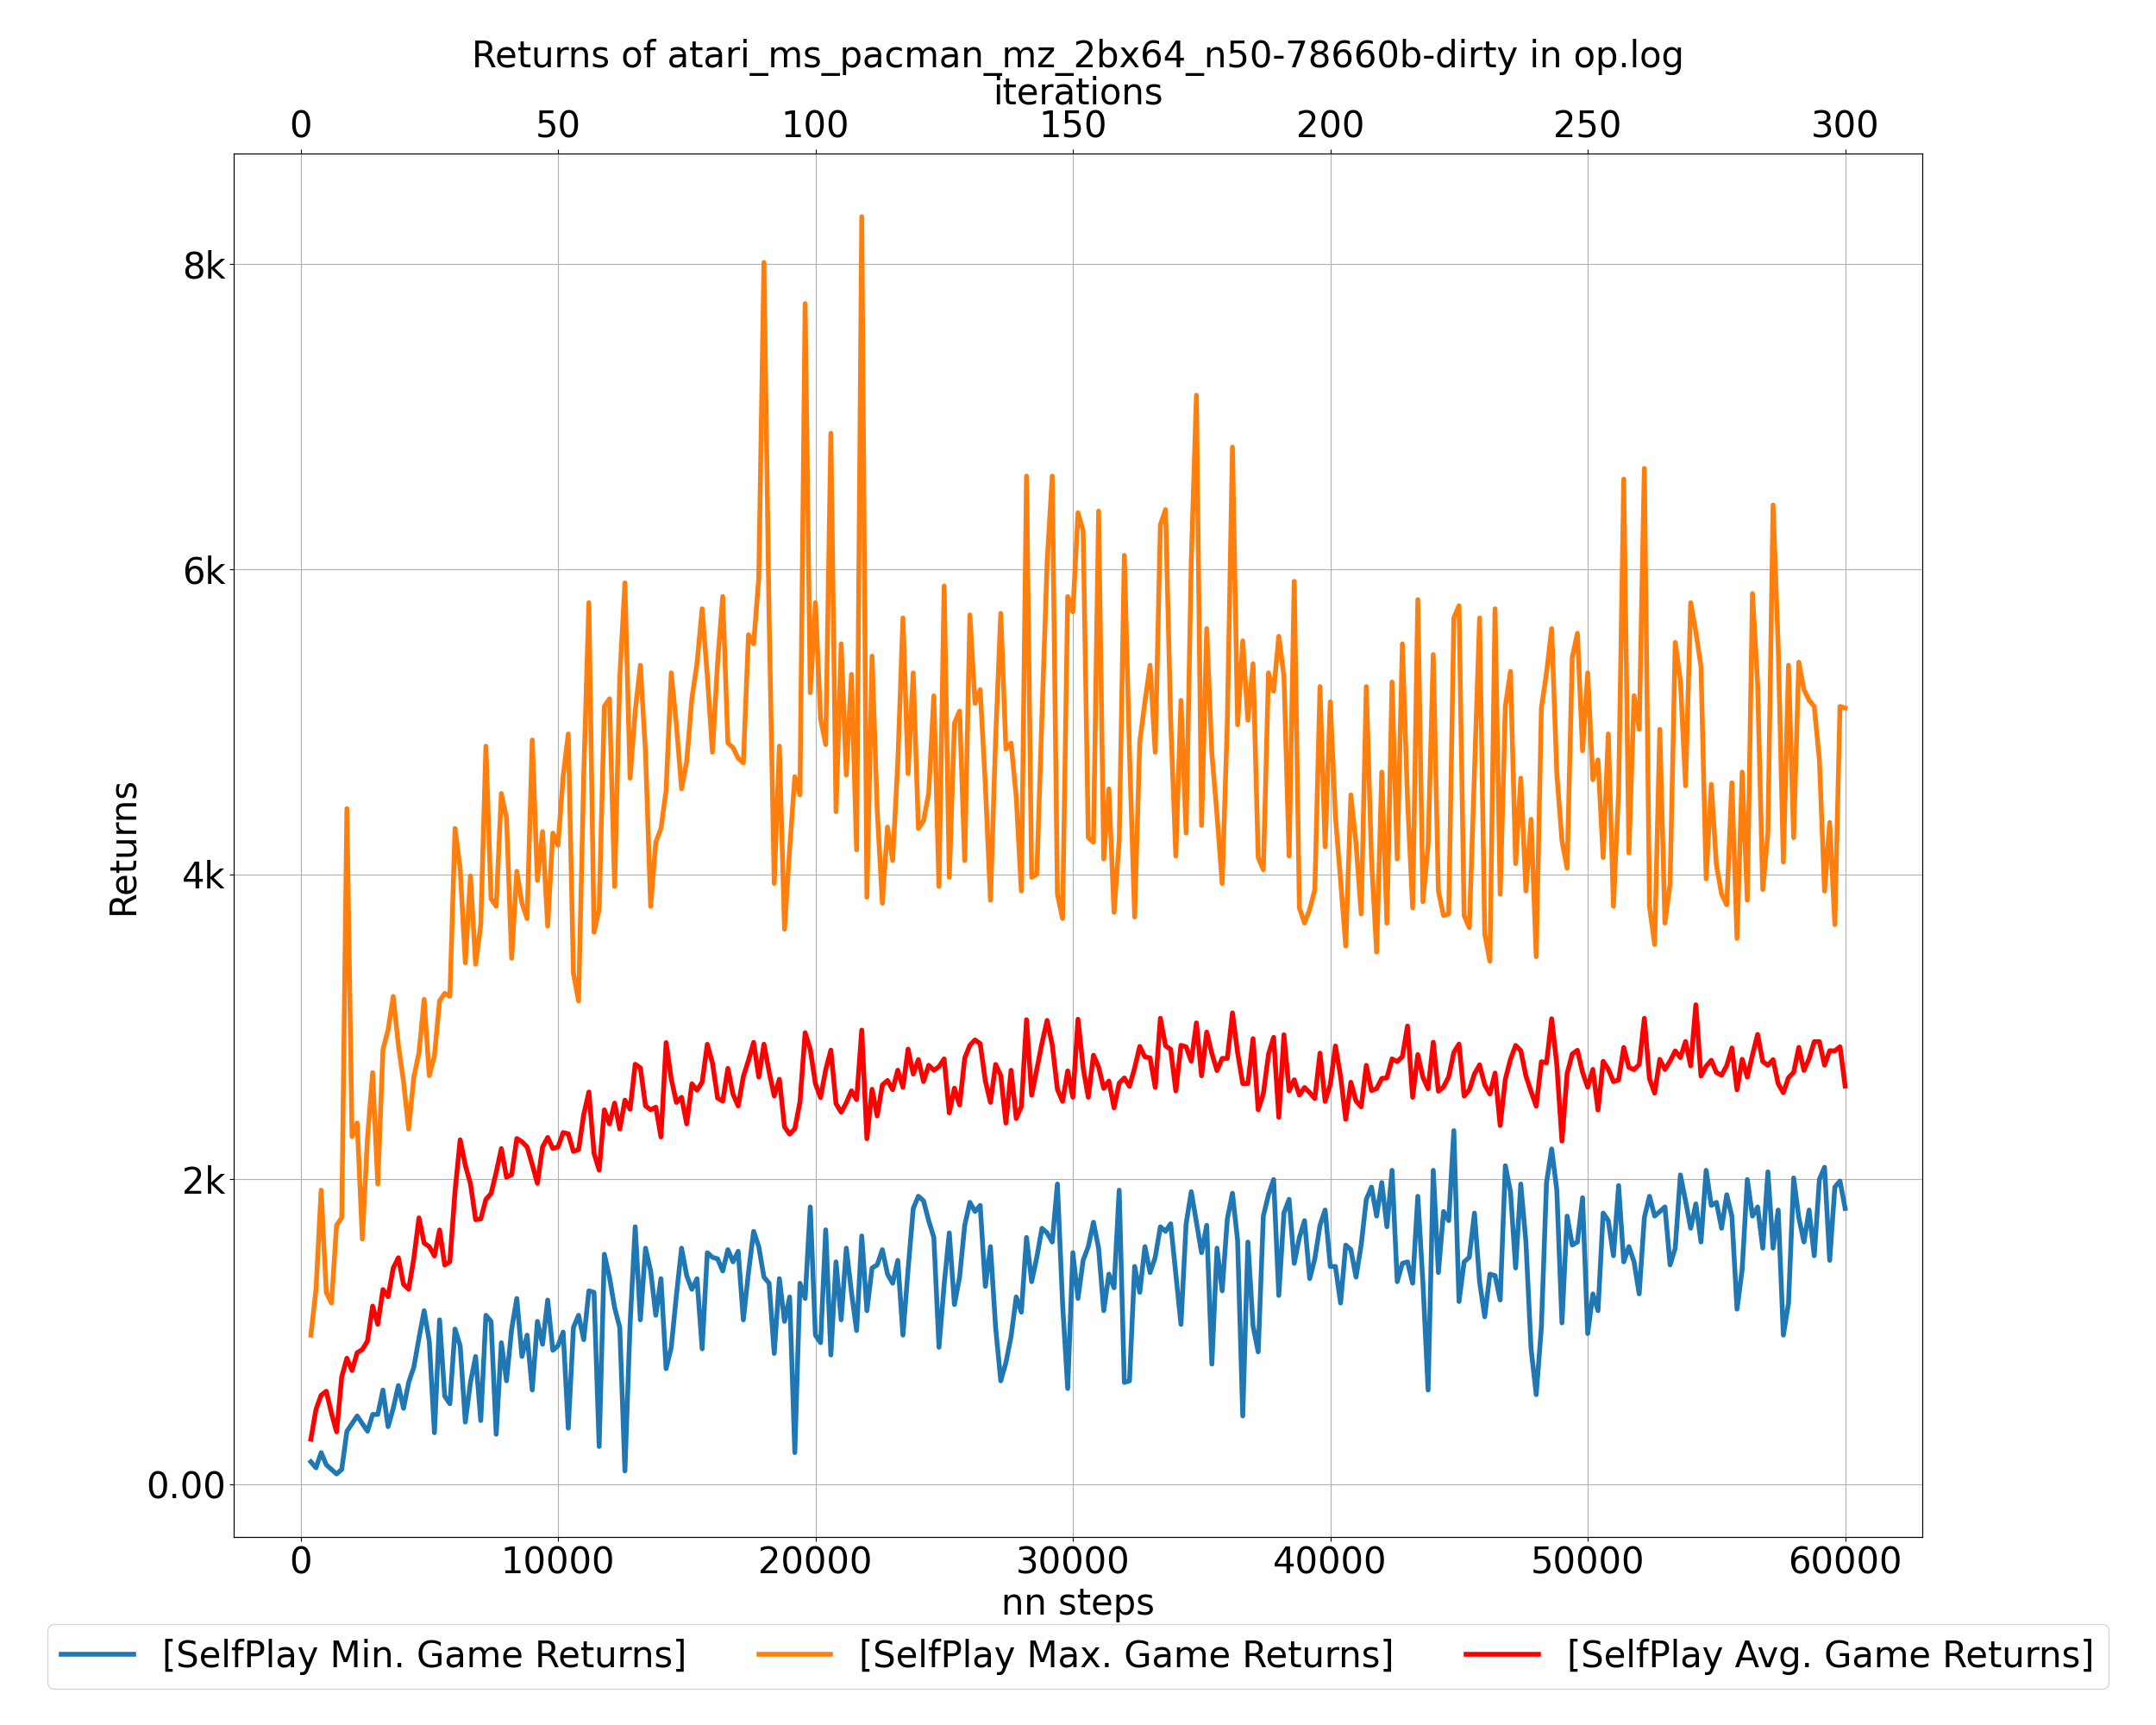 Returns of atari_ms_pacman_mz_2bx64_n50-78660b-dirty in op.log
iterations
0 50 100 150 200 250 300
8k
6k
4k
2k
0.00
Returns
0 10000 20000 30000 40000 50000 60000
nn steps
[SelfPlay Min. Game Returns] [SelfPlay Max. Game Returns] [SelfPlay Avg. Game Returns]